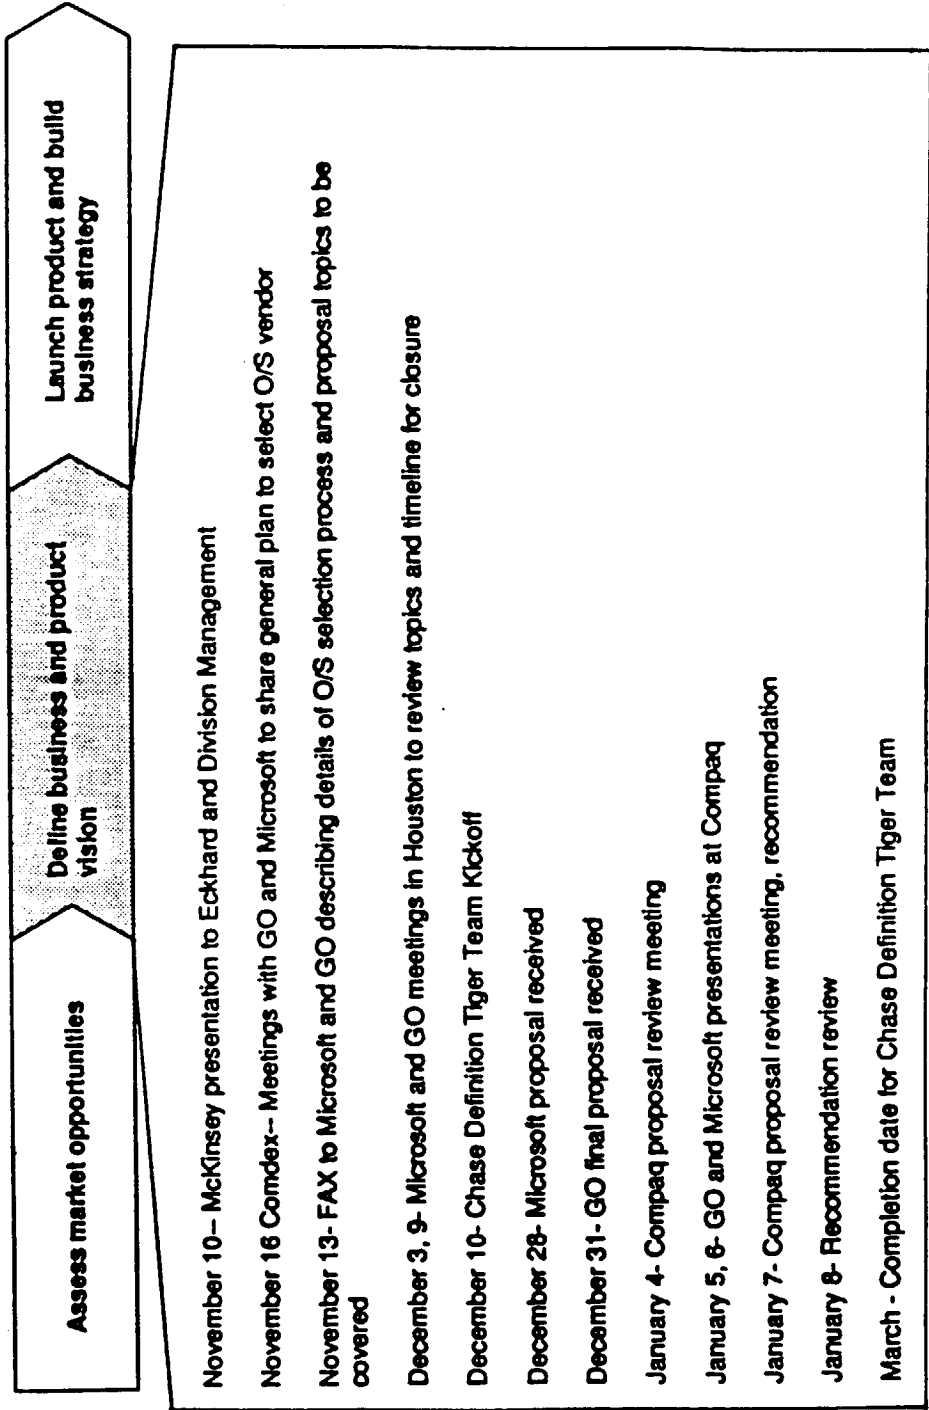 Assess market opportunities
Define business and product
vision
Launch product and build
business strategy
November 10-- McKinsey presentation to Eckhard and Division Management
November 16 Comdex-- Meetings with GO and Microsoft to share general plan to select O/S vendor
November 13- FAX to Microsoft and GO describing details of O/S selection process and proposal topics to be
covered
December 3, 9- Microsoft and GO meetings in Houston to review topics and timeline for closure
December 10- Chase Definition Tiger Team Kickoff
December 28- Microsoft proposal received
December 31- GO final proposal received
January 4- Compaq proposal review meeting
January 5, 6- GO and Microsoft presentations at Compaq
January 7- Compaq proposal review meeting, recommendation
January 8- Recommendation review
March - Completion date for Chase Definition Tiger Team